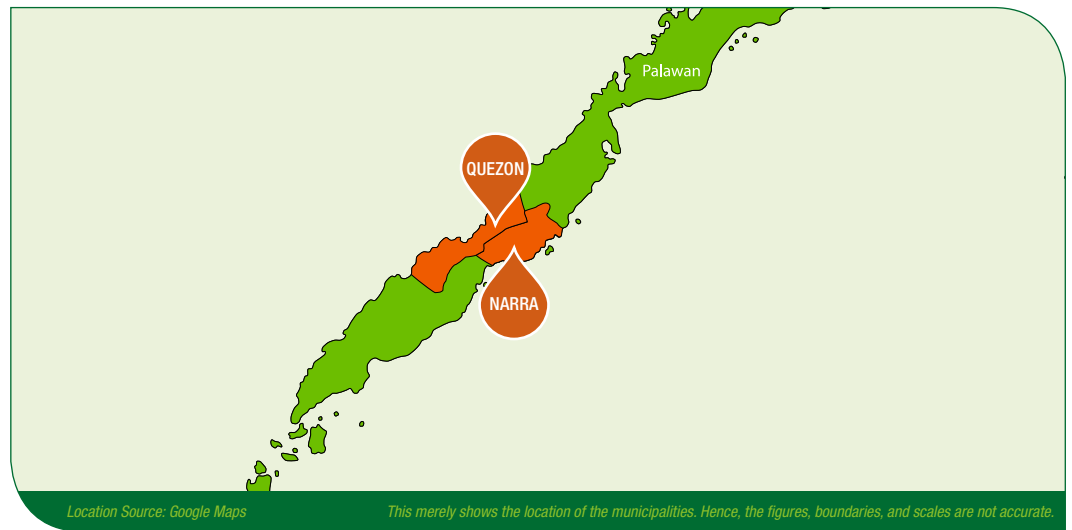 Palawan
QUEZON
NARRA
Location Source: Google Maps
This merely shows the location of the municipalities. Hence, the figures, boundaries, and scales are not accurate.